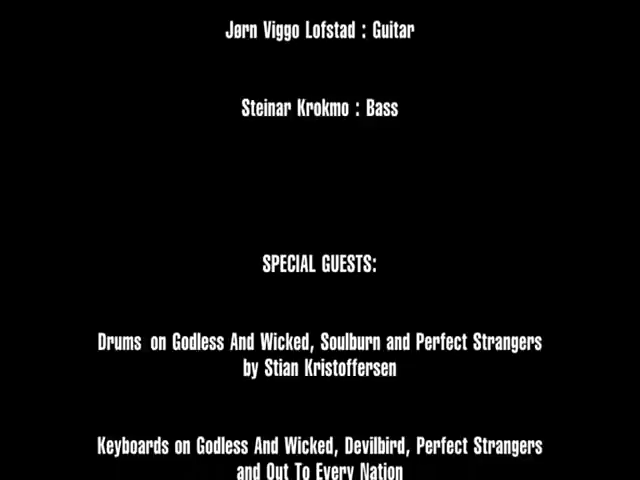 Jørn Viggo Lofstad : Guitar
Steinar Krokmo : Bass
SPECIAL GUESTS:
Drums on Godless And Wicked, Soulburn and Perfect Strangers
by Stian Kristoffersen
Keyboards on Godless And Wicked, Devilbird, Perfect Strangers
and Out To Every Nation